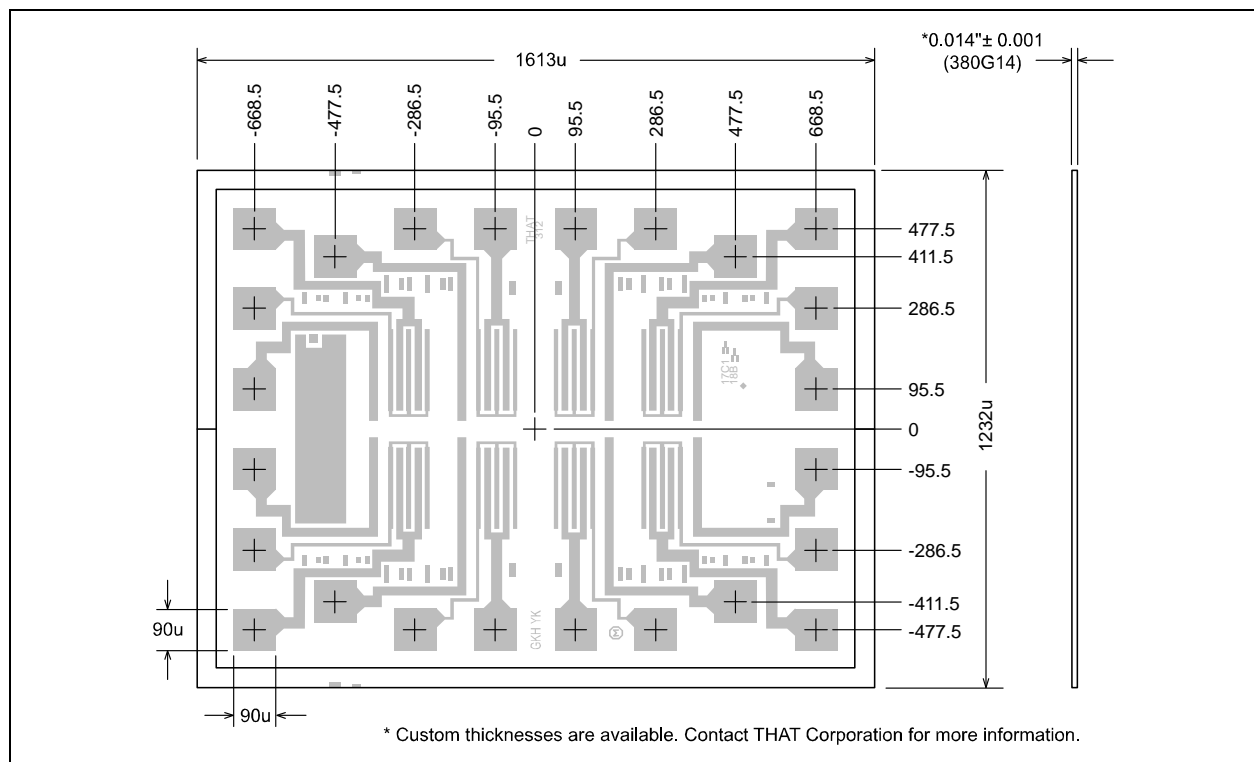 *0.014"± 0.001
(380G14)
1613u
-668.5
-477.5
-286.5
-95.5
0
95.5
286.5
477.5
668.5
THAT
312
477.5
411.5
286.5
95.5
0
-95.5
-286.5
-411.5
-477.5
1232u
17C1
18B
GKH YK
M
90u
90u
* Custom thicknesses are available. Contact THAT Corporation for more information.